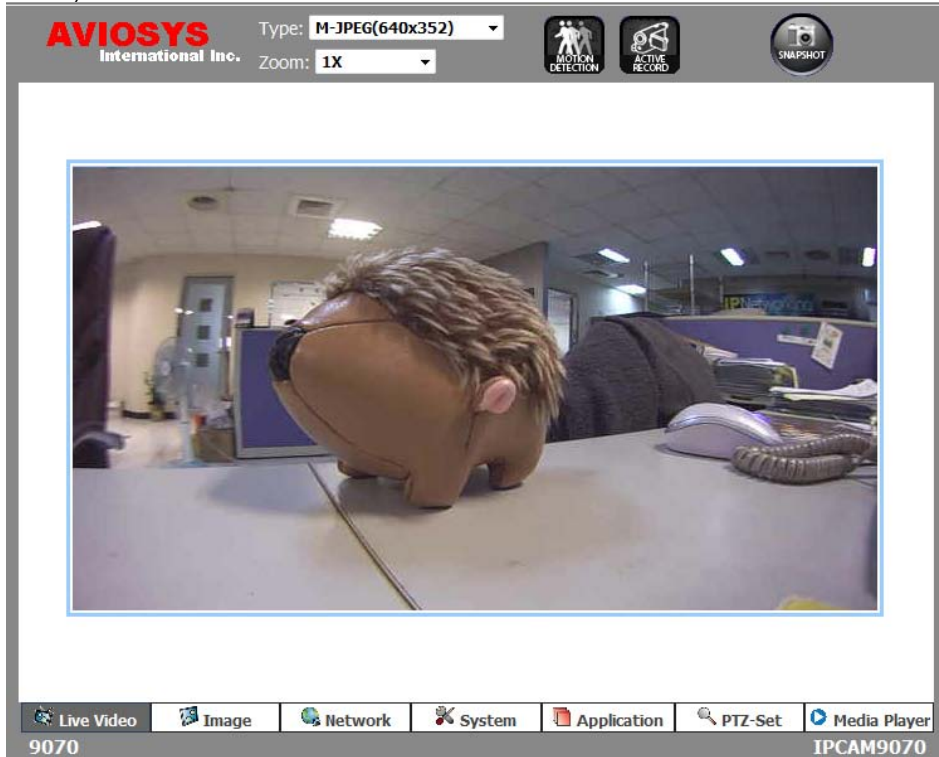 AVIOSYS
International Inc.
Type: M-JPEG(640x352)
Zoom: 1X
MOTION DETECTION
ACTIVE RECORD
SNAPSHOT
IPNetworking
Live Video
Image
Network
System
Application
PTZ-Set
Media Player
9070
IPCAM9070